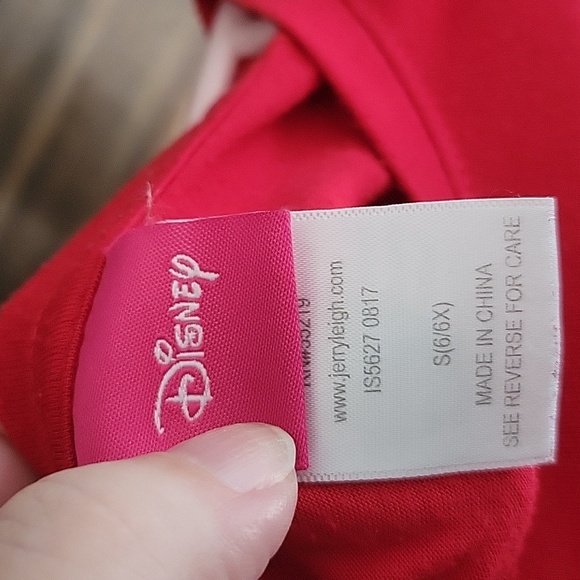 Disney
www.jerryleigh.com
IS5627 0817
S(6/6X)
MADE IN CHINA
SEE REVERSE FOR CARE